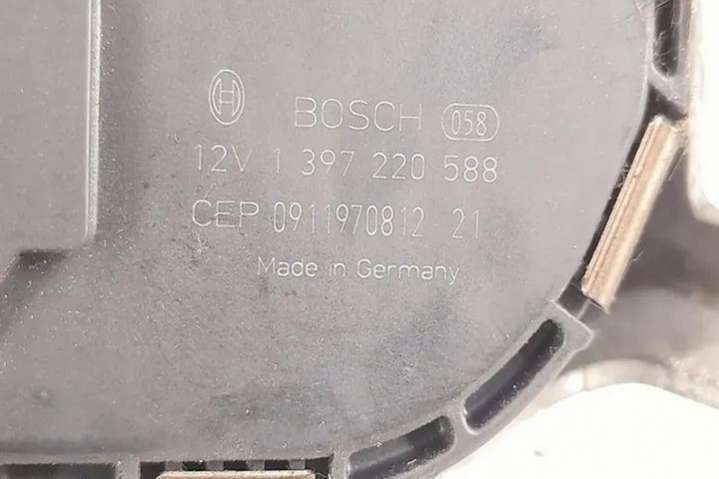 BOSCH 058
12V 1 397 220 588
CEP 0911970812 21
Made in Germany